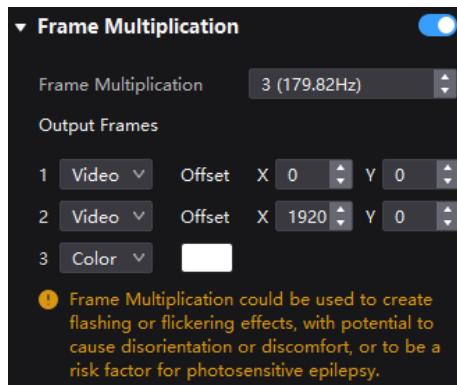 Frame Multiplication
Frame Multiplication 3 (179.82Hz)
Output Frames
1 Video Offset X 0 Y 0
2 Video Offset X 1920 Y 0
3 Color
Frame Multiplication could be used to create
flashing or flickering effects, with potential to
cause disorientation or discomfort, or to be a
risk factor for photosensitive epilepsy.